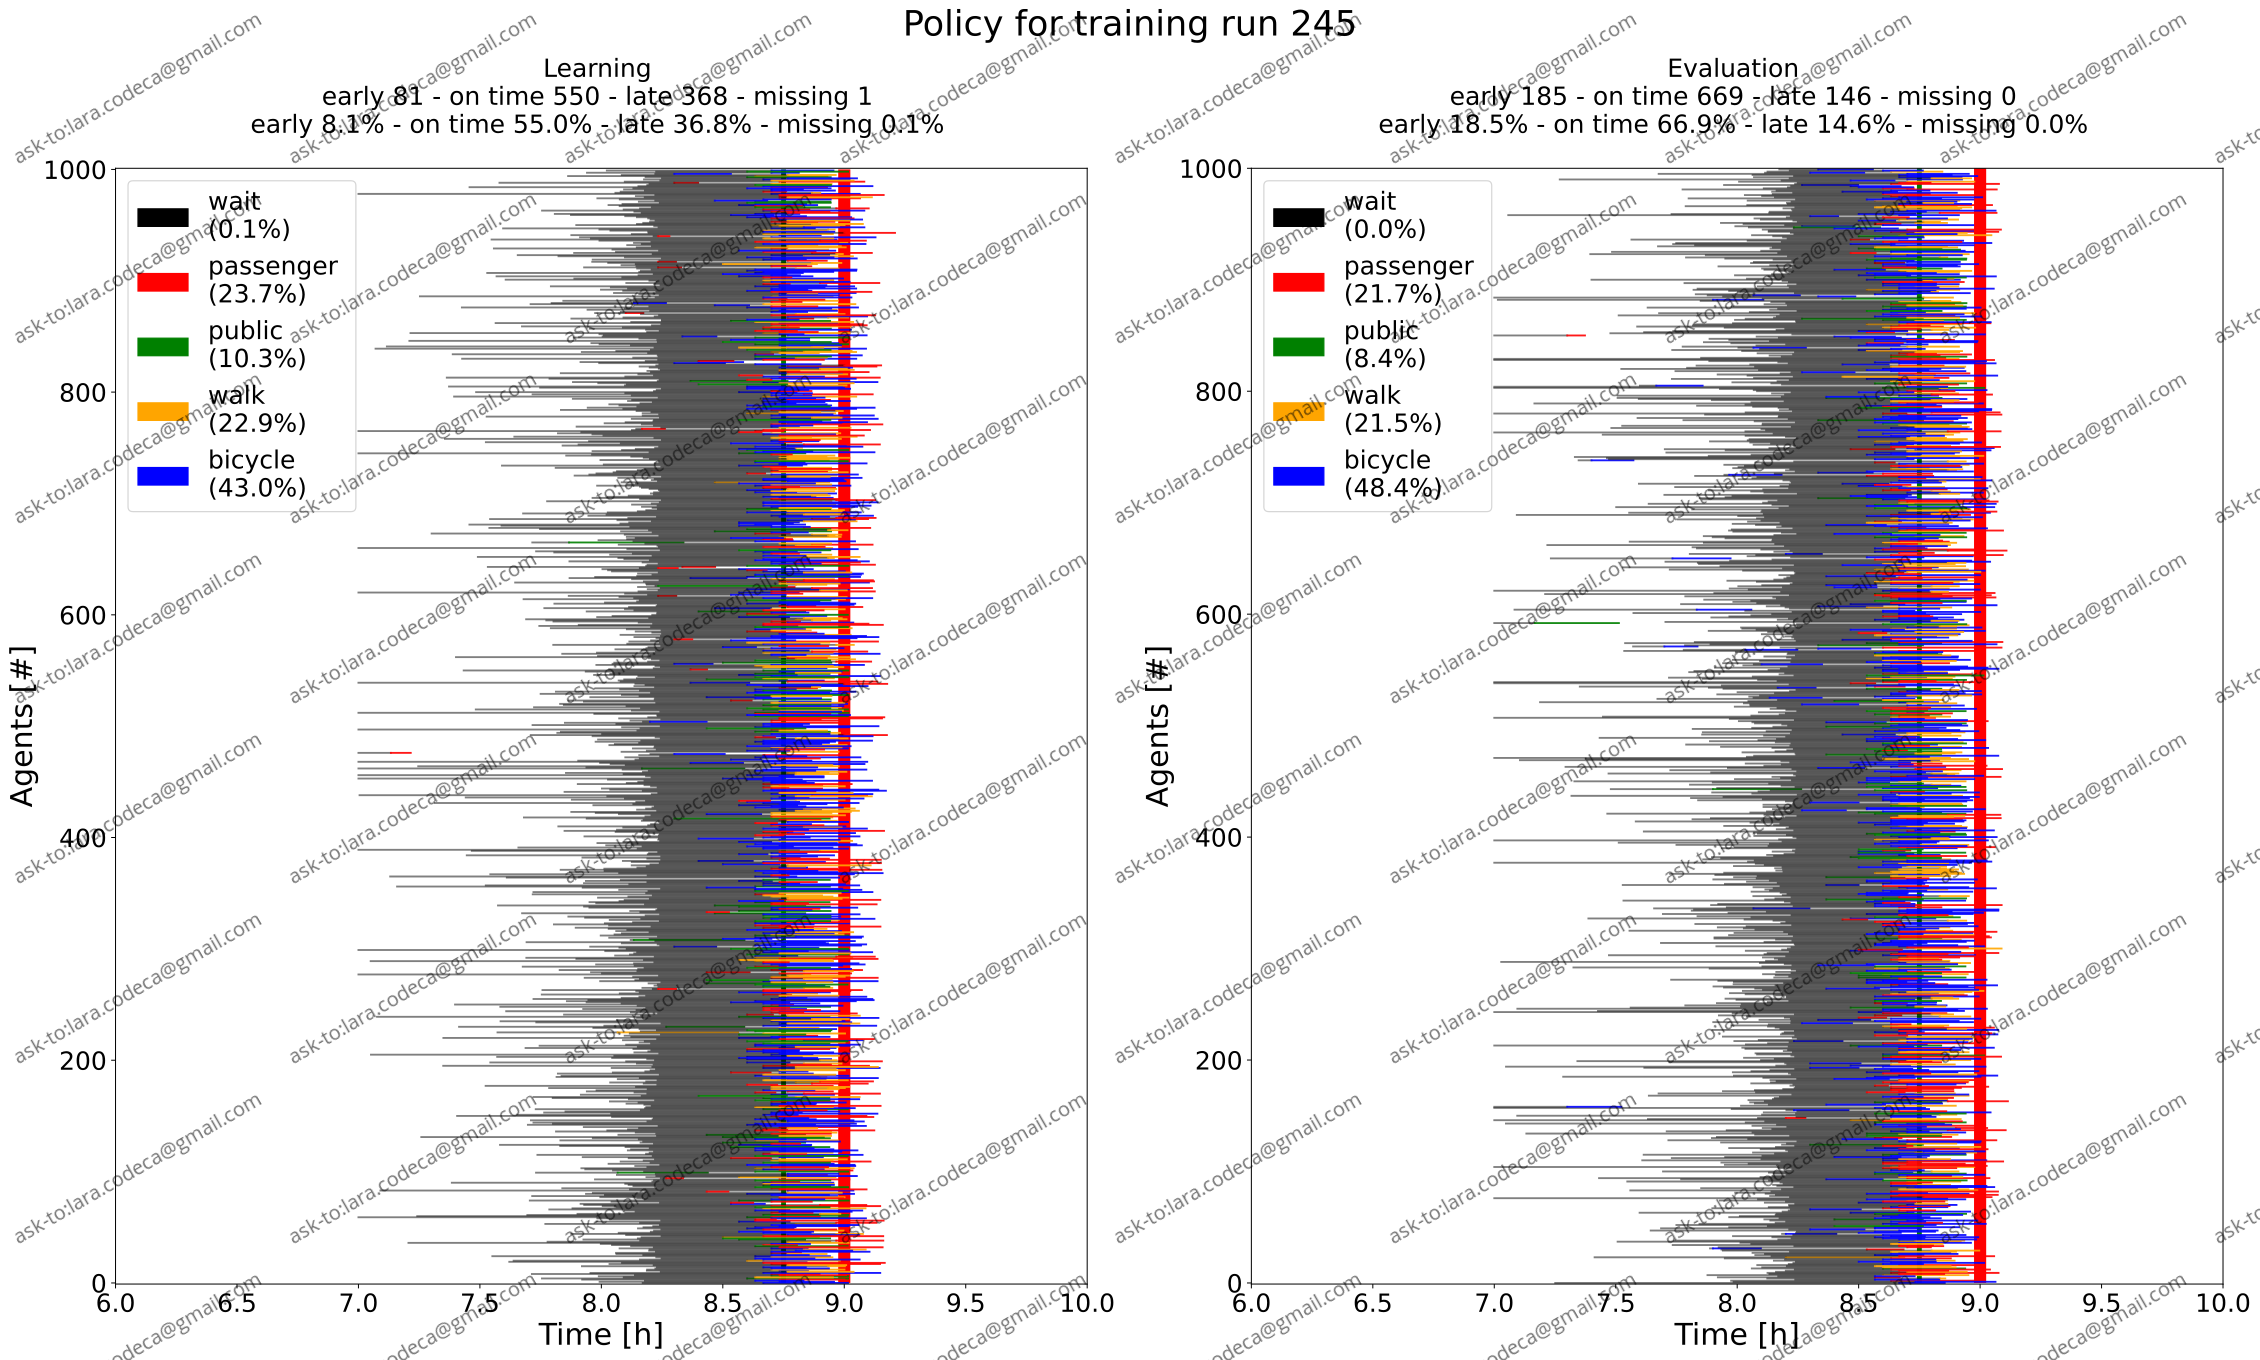 Policy for training run 245
Learning
early 81 - on time 550 - late 368 - missing 1
early 8.1% - on time 55.0% - late 36.8% - missing 0.1%
Evaluation
early 185 - on time 669 - late 146 - missing 0
early 18.5% - on time 66.9% - late 14.6% - missing 0.0%
wait
(0.1%)
passenger
(23.7%)
public
(10.3%)
walk
(22.9%)
bicycle
(43.0%)
1000
800
600
400
200
0
Agents [#]
6.0 6.5 7.0 7.5 8.0 8.5 9.0 9.5 10.0
Time [h]
wait
(0.0%)
passenger
(21.7%)
public
(8.4%)
walk
(21.5%)
bicycle
(48.4%)
1000
800
600
400
200
0
Agents [#]
6.0 6.5 7.0 7.5 8.0 8.5 9.0 9.5 10.0
Time [h]
ask-to:lara.codeca@gmail.com